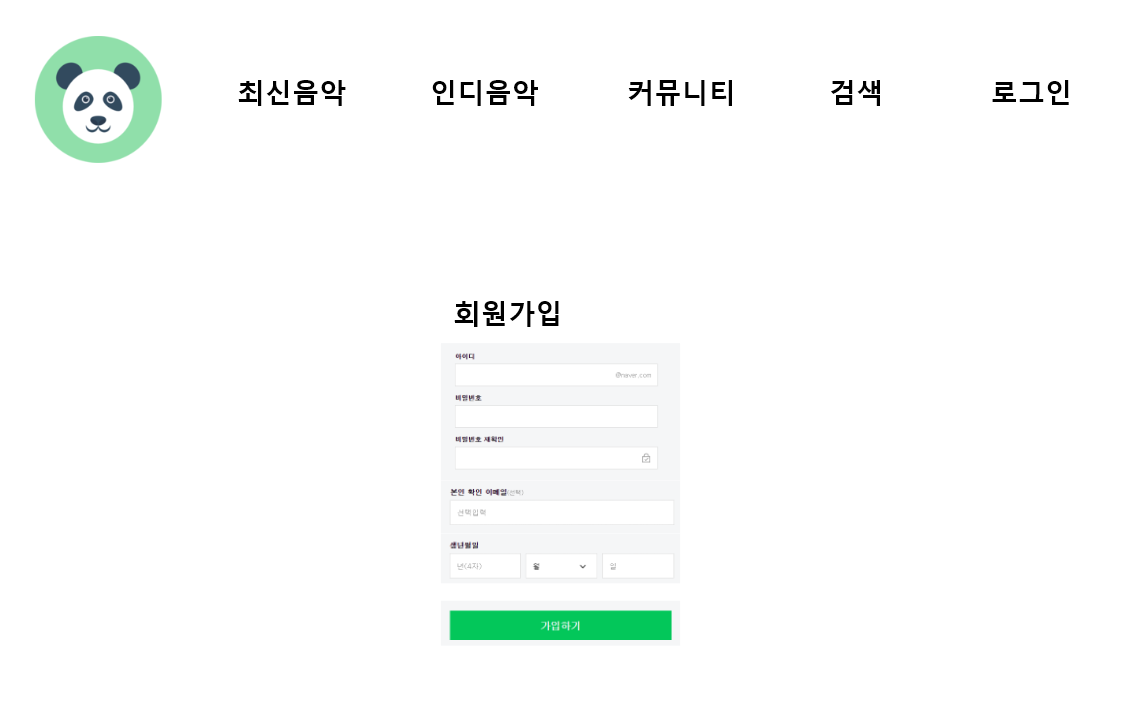 최신음악 인디음악 커뮤니티 검색 로그인
회원가입
아이디
@naver.com
비밀번호
비밀번호 재확인
본인 확인 이메일(선택)
선택입력
생년월일
년(4자) 월 일
가입하기